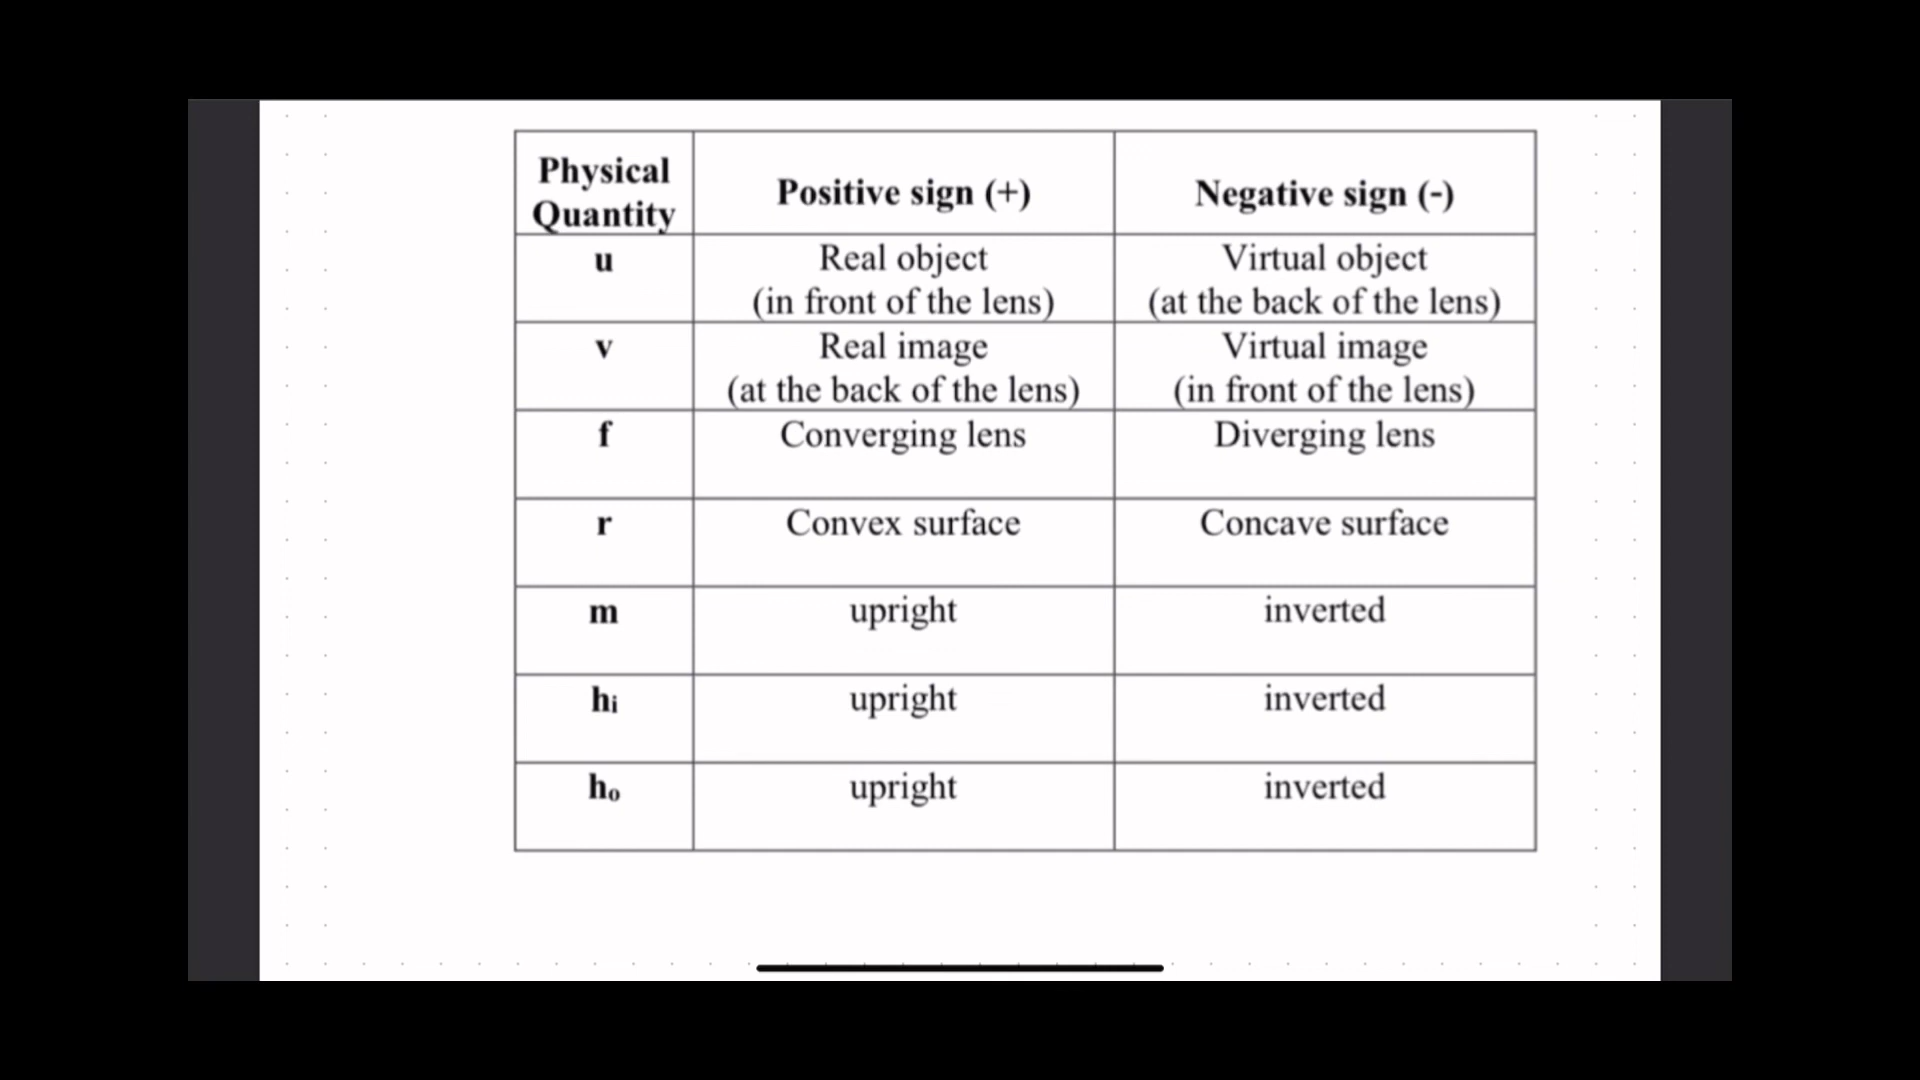 Physical
Quantity
Positive sign (+)
Negative sign (-)
u
Real object
(in front of the lens)
Virtual object
(at the back of the lens)
v
Real image
(at the back of the lens)
Virtual image
(in front of the lens)
f
Converging lens
Diverging lens
r
Convex surface
Concave surface
m
upright
inverted
hi
upright
inverted
ho
upright
inverted